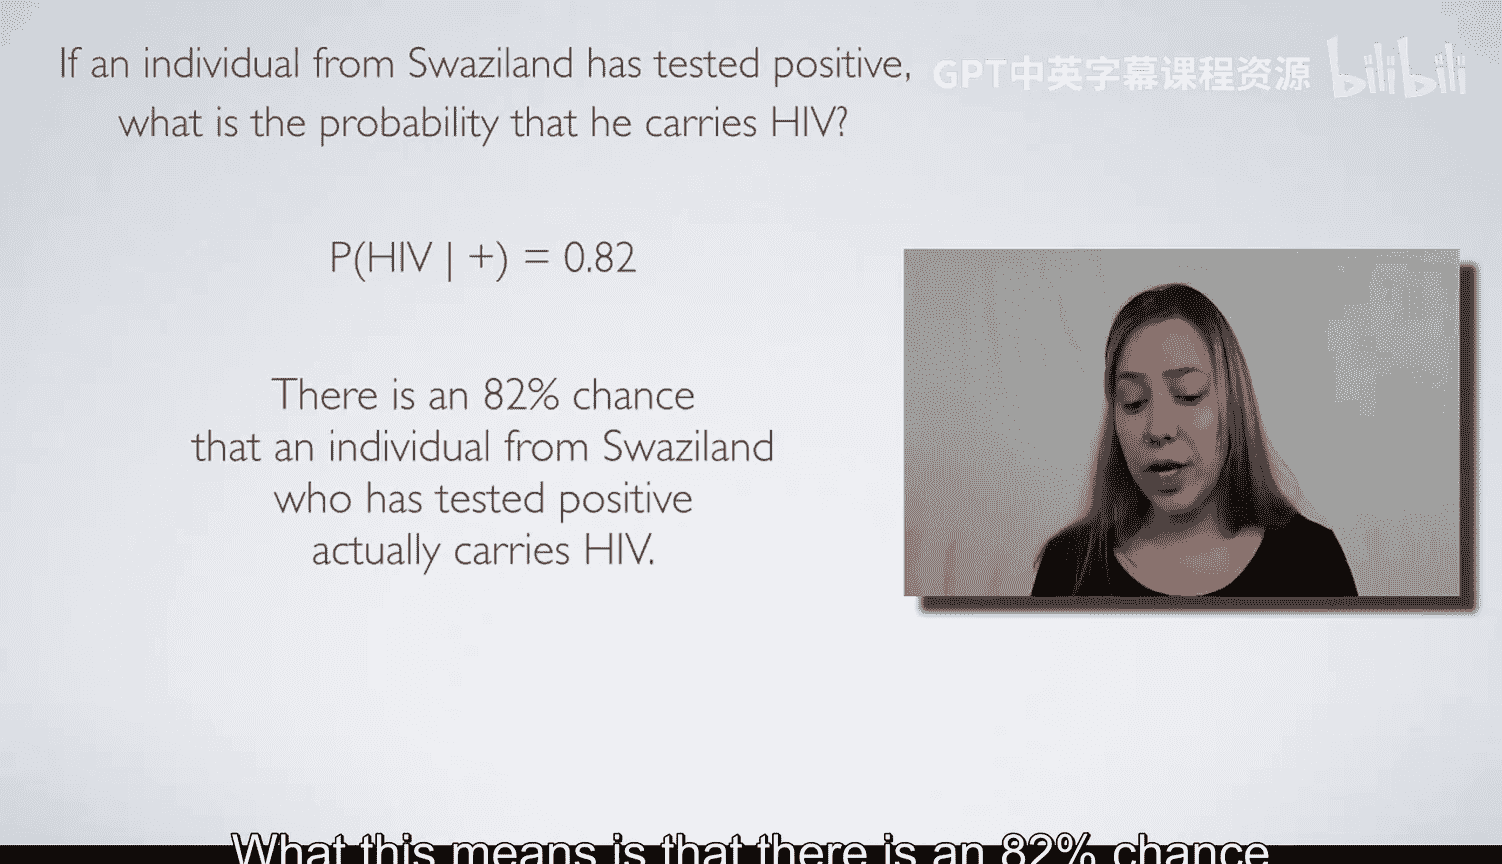 If an individual from Swaziland has tested positive,
what is the probability that he carries HIV?
GPT中英字幕课程资源 bilibili
P(HIV | +) = 0.82
There is an 82% chance
that an individual from Swaziland
who has tested positive
actually carries HIV.
What this means is that there is an 82% chance